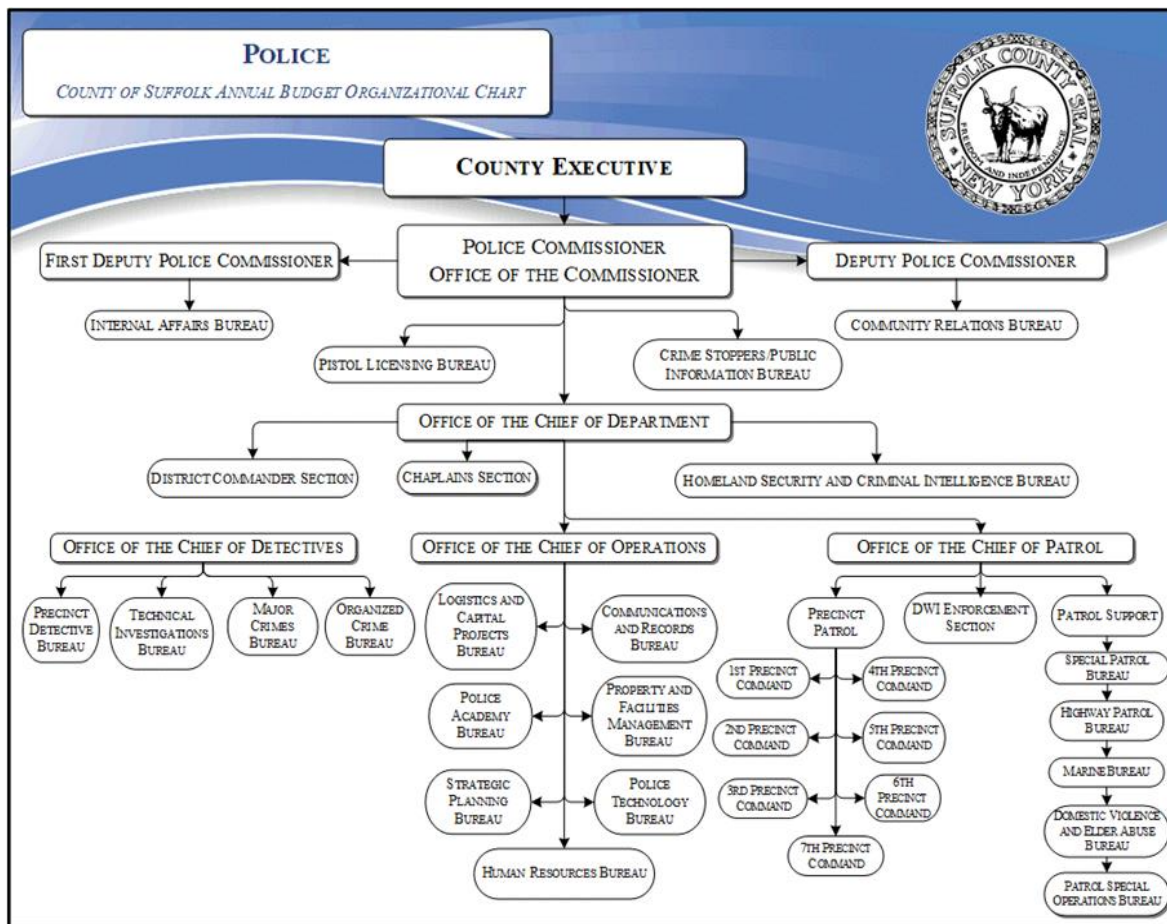 POLICE
COUNTY OF SUFFOLK ANNUAL BUDGET ORGANIZATIONAL CHART
SUFFOLK COUNTY SEAL
NEW YORK
FREEDOM AND INDEPENDENCE
COUNTY EXECUTIVE
FIRST DEPUTY POLICE COMMISSIONER
POLICE COMMISSIONER
OFFICE OF THE COMMISSIONER
DEPUTY POLICE COMMISSIONER
INTERNAL AFFAIRS BUREAU
COMMUNITY RELATIONS BUREAU
PISTOL LICENSING BUREAU
CRIME STOPPERS/PUBLIC
INFORMATION BUREAU
OFFICE OF THE CHIEF OF DEPARTMENT
DISTRICT COMMANDER SECTION
CHAPLAINS SECTION
HOMELAND SECURITY AND CRIMINAL INTELLIGENCE BUREAU
OFFICE OF THE CHIEF OF DETECTIVES
OFFICE OF THE CHIEF OF OPERATIONS
OFFICE OF THE CHIEF OF PATROL
PRECINCT
DETECTIVE
BUREAU
TECHNICAL
INVESTIGATIONS
BUREAU
MAJOR
CRIMES
BUREAU
ORGANIZED
CRIME
BUREAU
LOGISTICS AND
CAPITAL
PROJECTS
BUREAU
COMMUNICATIONS
AND RECORDS
BUREAU
POLICE
ACADEMY
BUREAU
PROPERTY AND
FACILITIES
MANAGEMENT
BUREAU
STRATEGIC
PLANNING
BUREAU
POLICE
TECHNOLOGY
BUREAU
HUMAN RESOURCES BUREAU
PRECINCT
PATROL
DWI ENFORCEMENT
SECTION
PATROL SUPPORT
1ST PRECINCT
COMMAND
4TH PRECINCT
COMMAND
2ND PRECINCT
COMMAND
5TH PRECINCT
COMMAND
3RD PRECINCT
COMMAND
6TH
PRECINCT
COMMAND
7TH PRECINCT
COMMAND
SPECIAL PATROL
BUREAU
HIGHWAY PATROL
BUREAU
MARINE BUREAU
DOMESTIC VIOLENCE
AND ELDER ABUSE
BUREAU
PATROL SPECIAL
OPERATIONS BUREAU